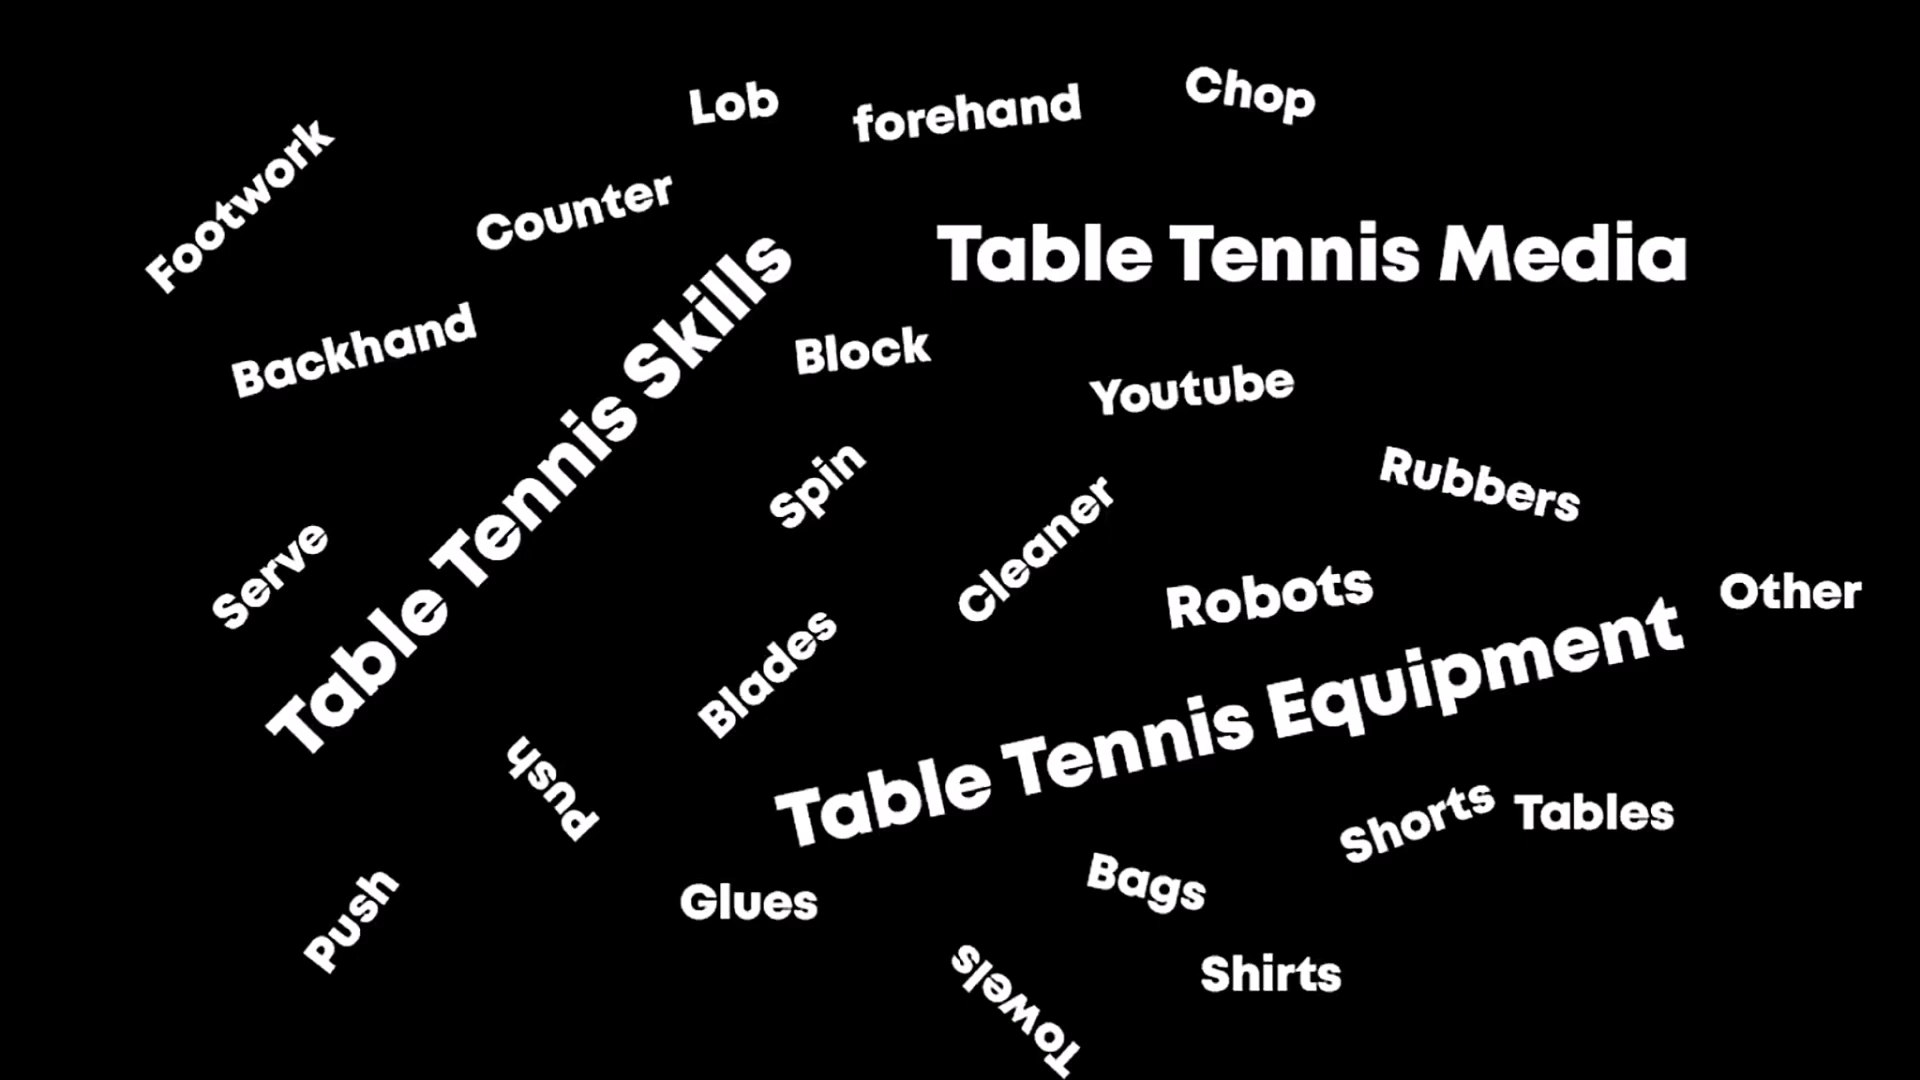 Lob
forehand
Chop
Footwork
Counter
Table Tennis Media
Table Tennis Skills
Backhand
Block
Youtube
Spin
Rubbers
Cleaner
Serve
Robots
Other
Blades
Table Tennis Equipment
Push
Shorts
Tables
Push
Glues
Bags
Shirts
Towels